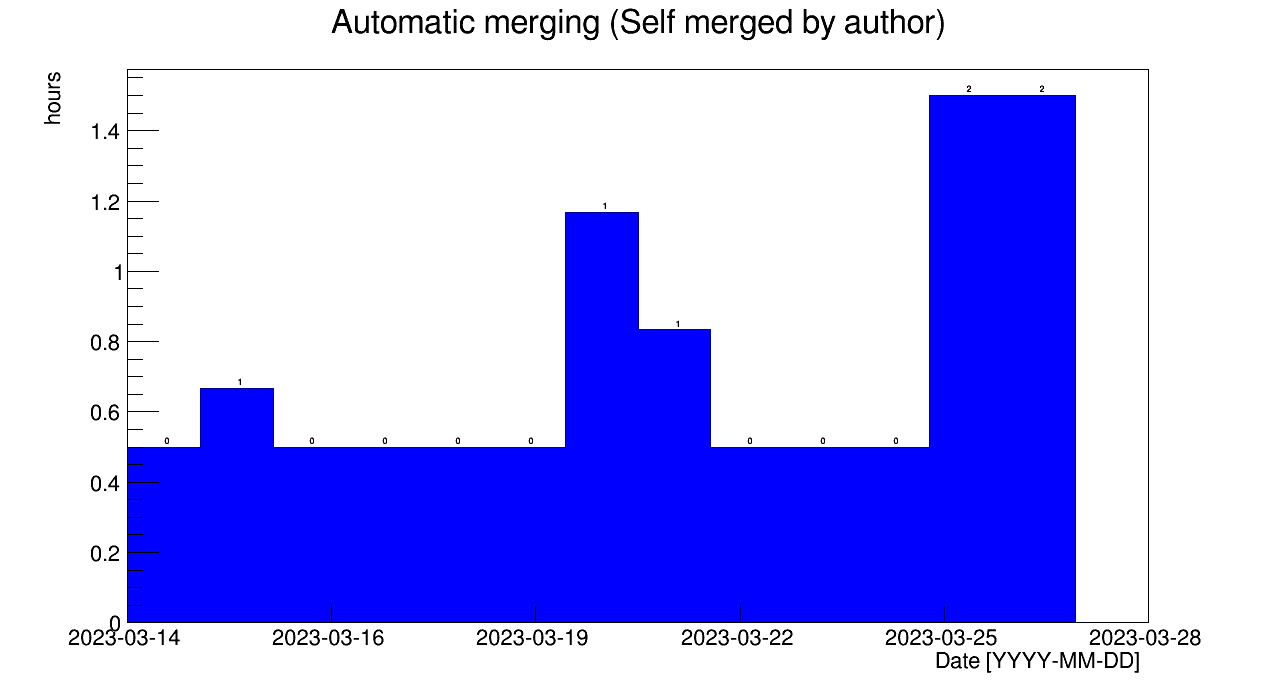 Automatic merging (Self merged by author)
hours
1.4
1.2
1
0.8
0.6
0.4
0.2
0
0 1 0 0 0 0 1 1 0 0 0 2 2
2023-03-14 2023-03-16 2023-03-19 2023-03-22 2023-03-25 2023-03-28
Date [YYYY-MM-DD]